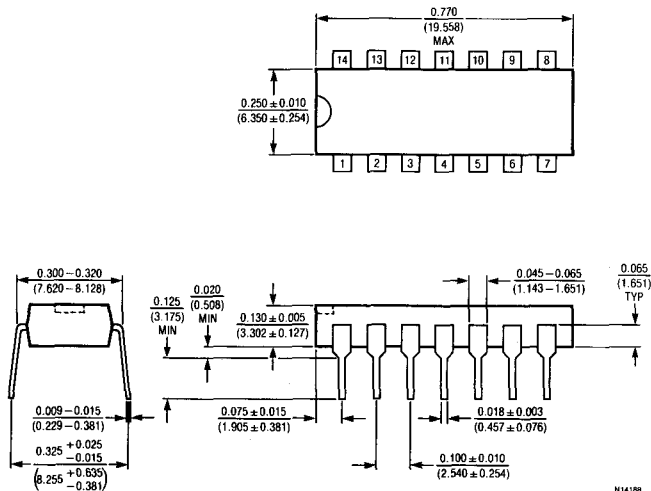 0.770
(19.558)
MAX
14 13 12 11 10 9 8
0.250 ± 0.010
(6.350 ± 0.254)
1 2 3 4 5 6 7
0.300 – 0.320
(7.620 – 8.128)
0.125
(3.175)
MIN
0.020
(0.508)
MIN
0.130 ± 0.005
(3.302 ± 0.127)
0.045 – 0.065
(1.143 – 1.651)
0.065
(1.651)
TYP
0.009 – 0.015
(0.229 – 0.381)
0.325 + 0.025
– 0.015
(8.255 + 0.635
– 0.381)
0.075 ± 0.015
(1.905 ± 0.381)
0.018 ± 0.003
(0.457 ± 0.076)
0.100 ± 0.010
(2.540 ± 0.254)
N14188